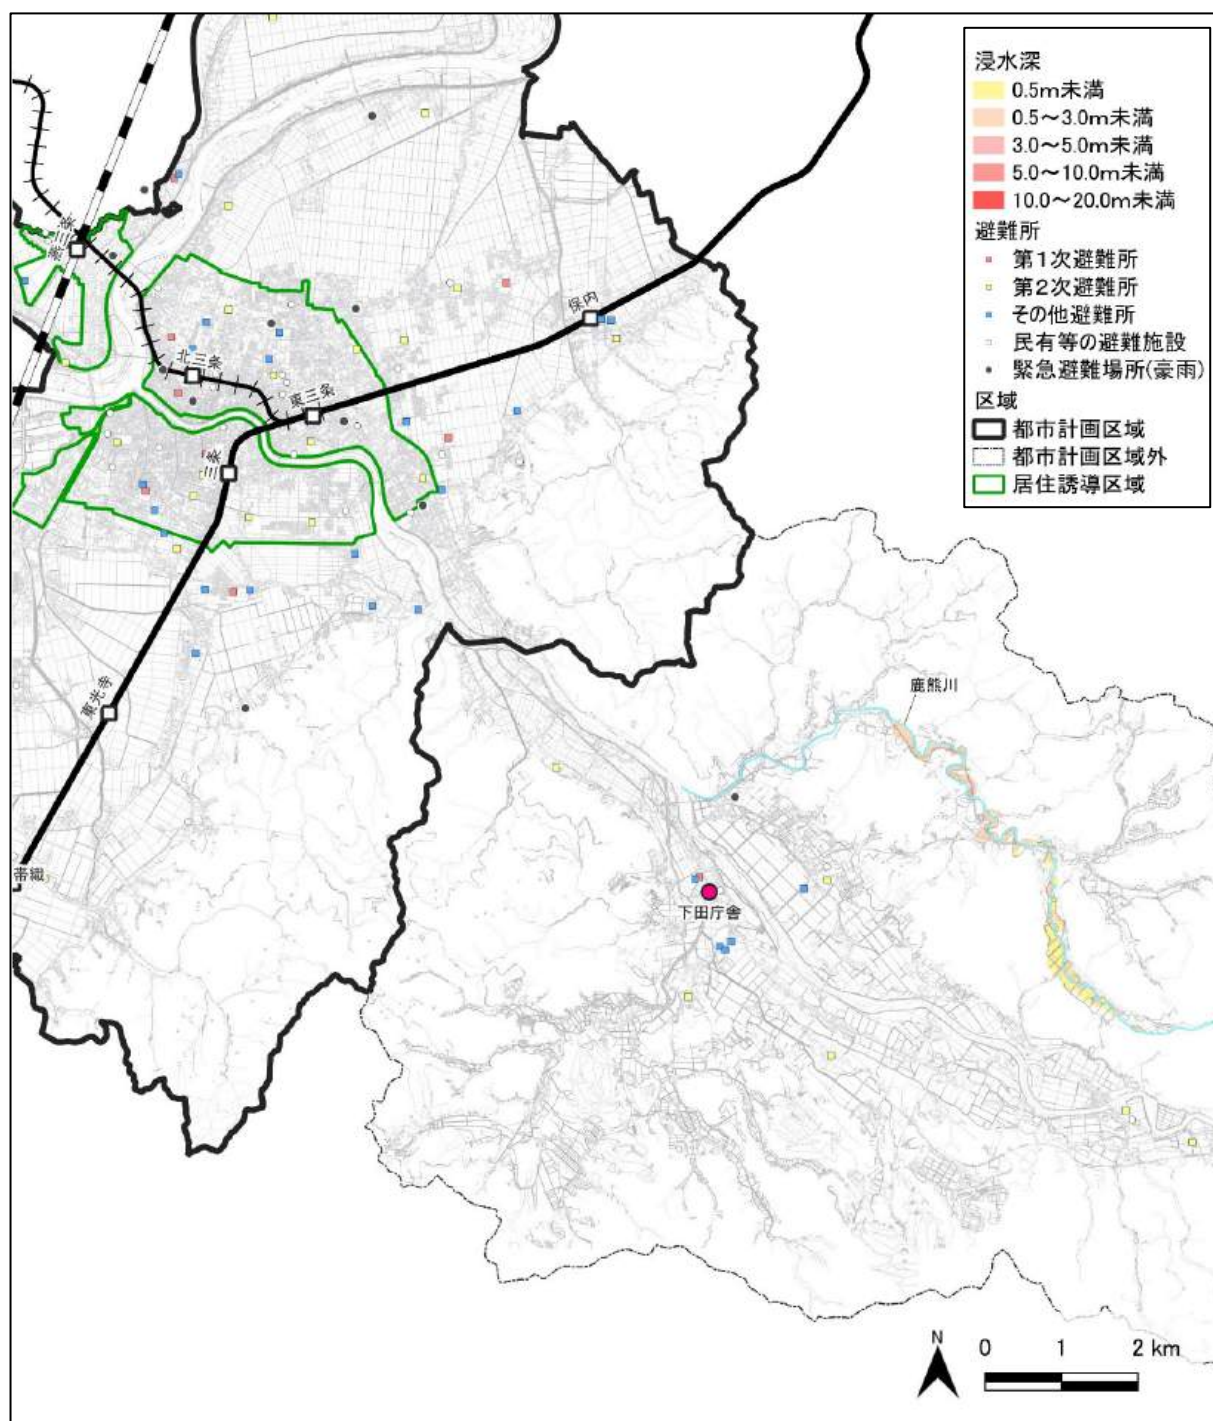 浸水深
0.5m未満
0.5～3.0m未満
3.0～5.0m未満
5.0～10.0m未満
10.0～20.0m未満
避難所
第1次避難所
第2次避難所
その他避難所
民有等の避難施設
緊急避難場所(豪雨)
区域
都市計画区域
都市計画区域外
居住誘導区域
燕三条
保内
北三条
東三条
三条
東光寺
帯織
鹿熊川
下田庁舎
N
0 1 2 km